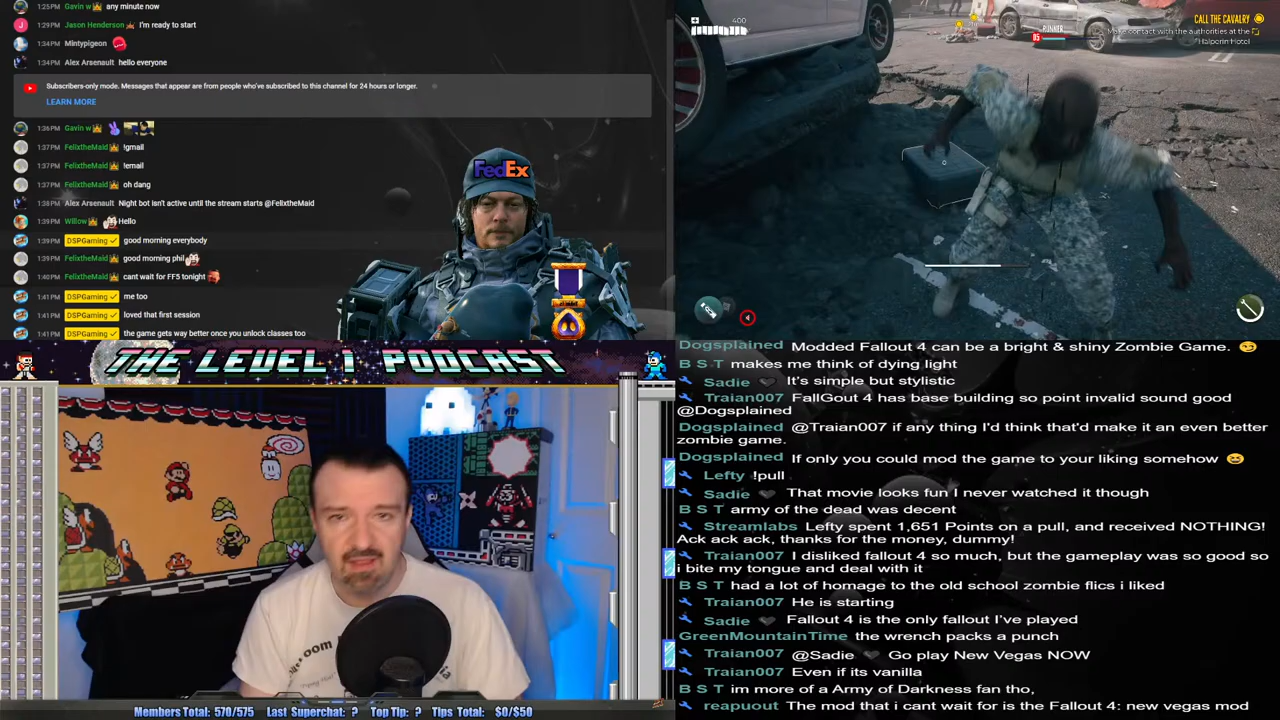 1:25PM Gavin w any minute now
1:29PM Jason Henderson I'm ready to start
1:34PM Mintypigeon
1:34PM Alex Arsenault hello everyone
Subscribers-only mode. Messages that appear are from people who've subscribed to this channel for 24 hours or longer.
LEARN MORE
1:36PM Gavin w
1:37PM FelixtheMaid !gmail
1:37PM FelixtheMaid !email
1:37PM FelixtheMaid oh dang
1:38PM Alex Arsenault Night bot isn't active until the stream starts @FelixtheMaid
1:39PM Willow Hello
1:39PM DSPGaming good morning everybody
1:39PM FelixtheMaid good morning phil
1:40PM FelixtheMaid cant wait for FF5 tonight
1:41PM DSPGaming me too
1:41PM DSPGaming loved that first session
1:41PM DSPGaming the game gets way better once you unlock classes too
FedEx
400
CALL THE CAVALRY
Make contact with the authorities at the
Halperin Hotel
85
THE LEVEL 1 PODCAST
Members Total: 570/575 Last Superchat: ? Top Tip: ? Tips Total: $0/$50
Dogsplained Modded Fallout 4 can be a bright & shiny Zombie Game.
B S T makes me think of dying light
Sadie It's simple but stylistic
Traian007 FallGout 4 has base building so point invalid sound good
@Dogsplained
Dogsplained @Traian007 if any thing I'd think that'd make it an even better
zombie game.
Dogsplained If only you could mod the game to your liking somehow
Lefty !pull
Sadie That movie looks fun I never watched it though
B S T army of the dead was decent
Streamlabs Lefty spent 1,651 Points on a pull, and received NOTHING!
Ack ack ack, thanks for the money, dummy!
Traian007 I disliked fallout 4 so much, but the gameplay was so good so
i bite my tongue and deal with it
B S T had a lot of homage to the old school zombie flics i liked
Traian007 He is starting
Sadie Fallout 4 is the only fallout I've played
GreenMountainTime the wrench packs a punch
Traian007 @Sadie Go play New Vegas NOW
Traian007 Even if its vanilla
B S T im more of a Army of Darkness fan tho,
reapuout The mod that i cant wait for is the Fallout 4: new vegas mod